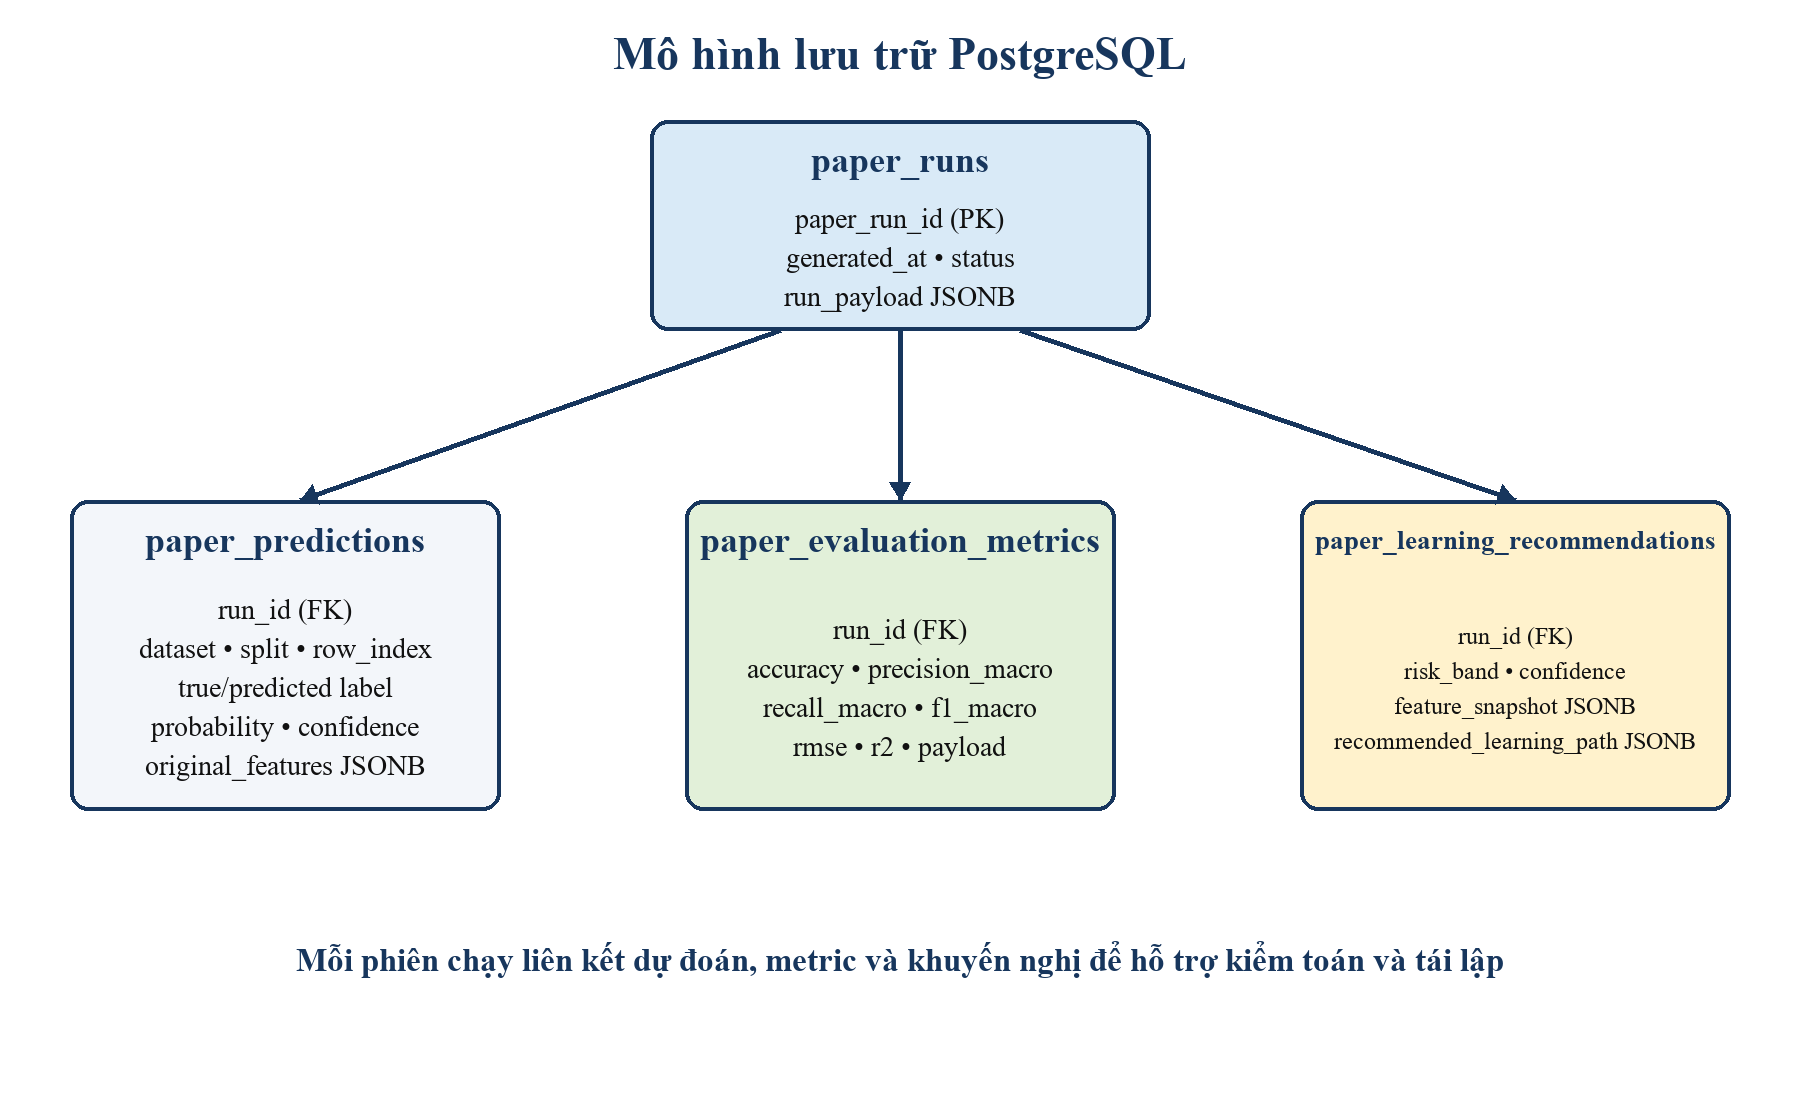 Mô hình lưu trữ PostgreSQL
paper_runs
paper_run_id (PK)
generated_at • status
run_payload JSONB
paper_predictions
run_id (FK)
dataset • split • row_index
true/predicted label
probability • confidence
original_features JSONB
paper_evaluation_metrics
run_id (FK)
accuracy • precision_macro
recall_macro • f1_macro
rmse • r2 • payload
paper_learning_recommendations
run_id (FK)
risk_band • confidence
feature_snapshot JSONB
recommended_learning_path JSONB
Mỗi phiên chạy liên kết dự đoán, metric và khuyến nghị để hỗ trợ kiểm toán và tái lập